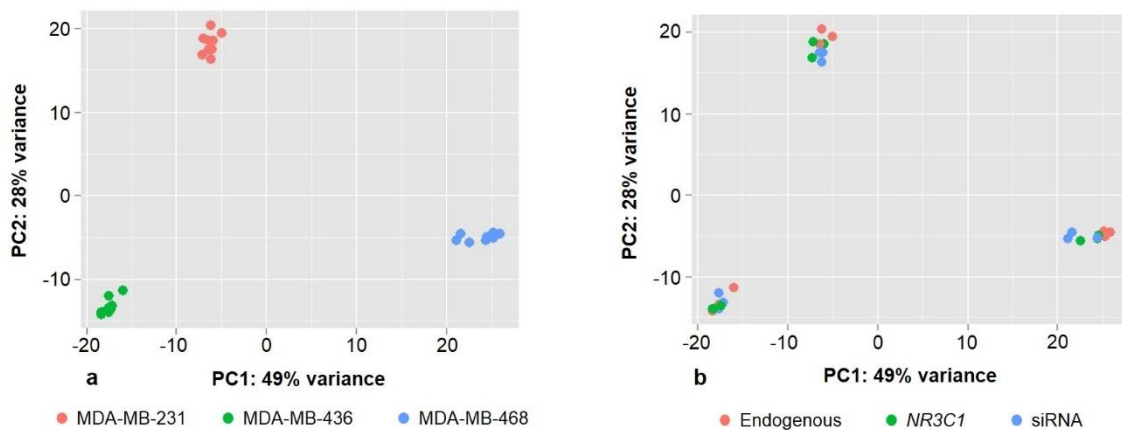 20
10
0
-10
PC2: 28% variance
-20 -10 0 10 20
a PC1: 49% variance
MDA-MB-231 MDA-MB-436 MDA-MB-468
20
10
0
-10
PC2: 28% variance
-20 -10 0 10 20
b PC1: 49% variance
Endogenous NR3C1 siRNA